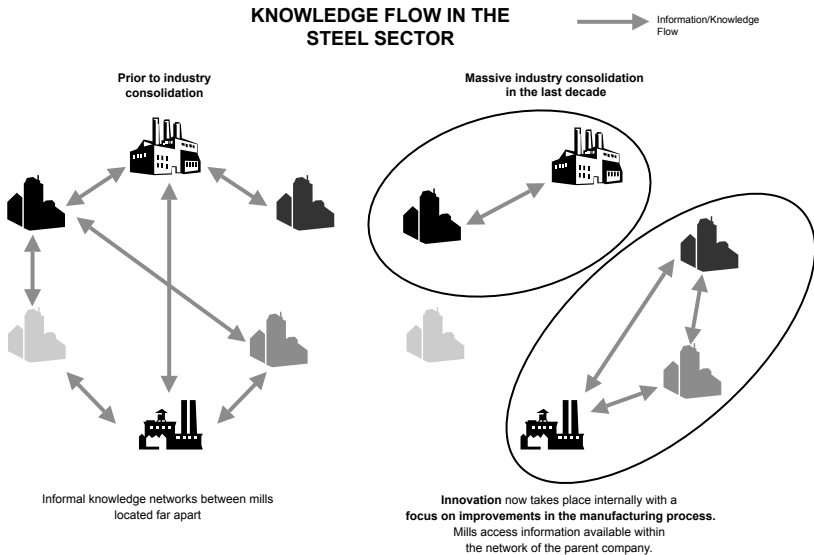 KNOWLEDGE FLOW IN THE
STEEL SECTOR
Information/Knowledge
Flow
Prior to industry
consolidation
Massive industry consolidation
in the last decade
Informal knowledge networks between mills
located far apart
Innovation now takes place internally with a
focus on improvements in the manufacturing process.
Mills access information available within
the network of the parent company.